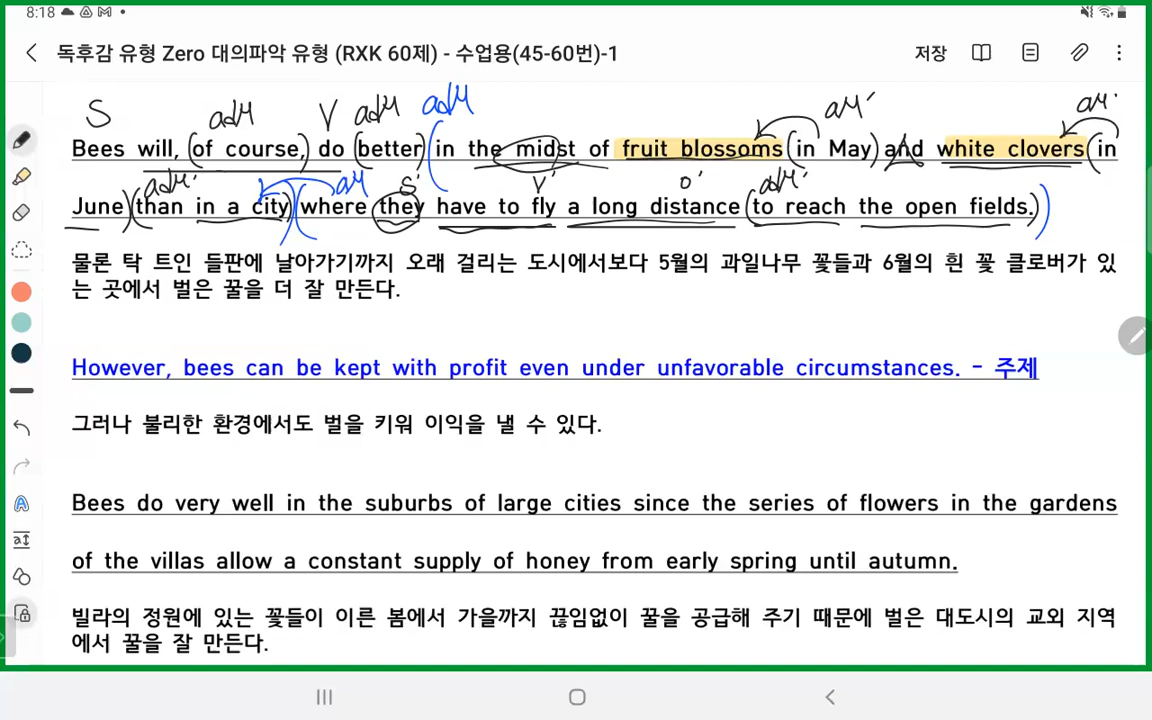 8:18
독후감 유형 Zero 대의파악 유형 (RXK 60제) - 수업용(45-60번)-1
저장
S adM V adM adM aM' aM'
Bees will, (of course,) do (better) (in the midst of fruit blossoms (in May) and white clovers (in
adM' aM S' V' O' adM'
June) (than in a city) (where they have to fly a long distance (to reach the open fields.))
물론 탁 트인 들판에 날아가기까지 오래 걸리는 도시에서보다 5월의 과일나무 꽃들과 6월의 흰 꽃 클로버가 있
는 곳에서 벌은 꿀을 더 잘 만든다.
However, bees can be kept with profit even under unfavorable circumstances. - 주제
그러나 불리한 환경에서도 벌을 키워 이익을 낼 수 있다.
Bees do very well in the suburbs of large cities since the series of flowers in the gardens
of the villas allow a constant supply of honey from early spring until autumn.
빌라의 정원에 있는 꽃들이 이른 봄에서 가을까지 끊임없이 꿀을 공급해 주기 때문에 벌은 대도시의 교외 지역
에서 꿀을 잘 만든다.